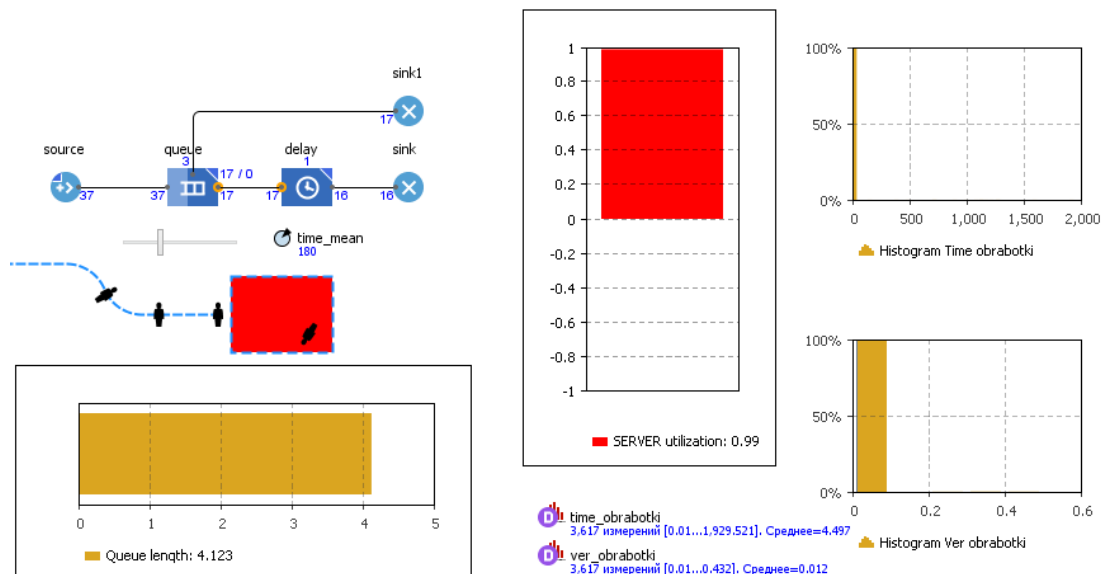 sink1
17
source
queue
delay
sink
3
17 / 0
1
37
37
17
17
16
16
time_mean
180
0
1
2
3
4
5
Queue length: 4.123
1
0.8
0.6
0.4
0.2
0
-0.2
-0.4
-0.6
-0.8
-1
SERVER utilization: 0.99
time_obrabotki
3,617 измерений [0.01...1,929.521]. Среднее=4.497
ver_obrabotki
3,617 измерений [0.01...0.432]. Среднее=0.012
100%
50%
0%
0
500
1,000
1,500
2,000
Histogram Time obrabotki
100%
50%
0%
0
0.2
0.4
0.6
Histogram Ver obrabotki